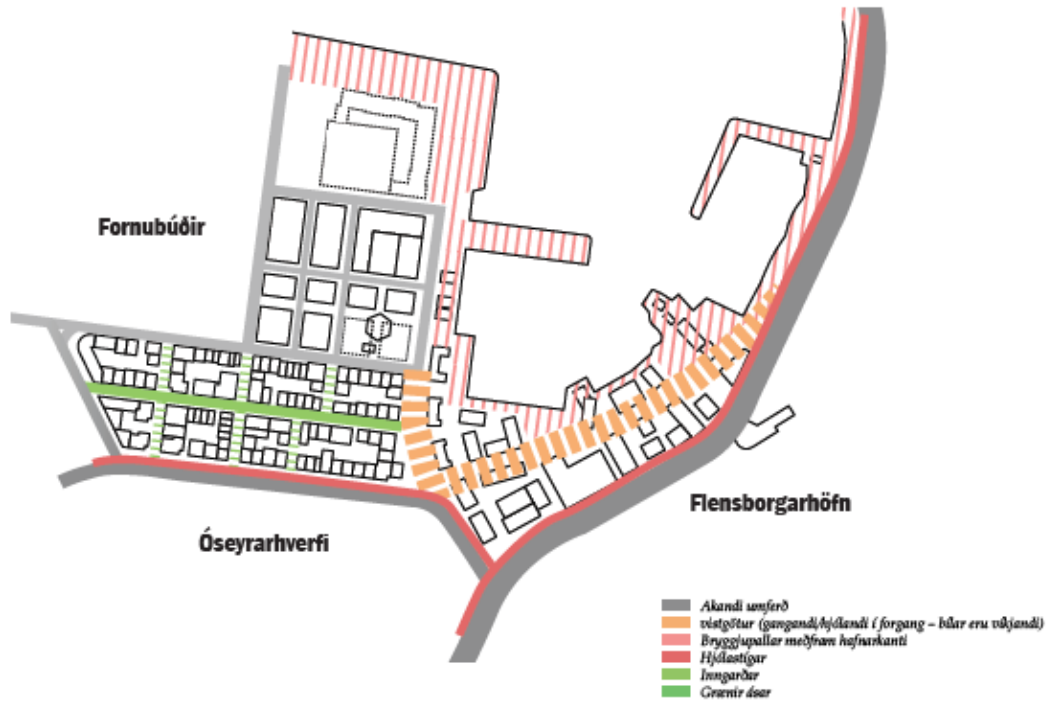 Fornubúðir
Flensborgarhöfn
Óseyrarhverfi
Akandi umferð
vistgötur (gangandi/hjólandi í forgang – bílar eru víkjandi)
Bryggjupallar meðfram hafnarkanti
Hjólastígar
Inngarðar
Grænir ásar